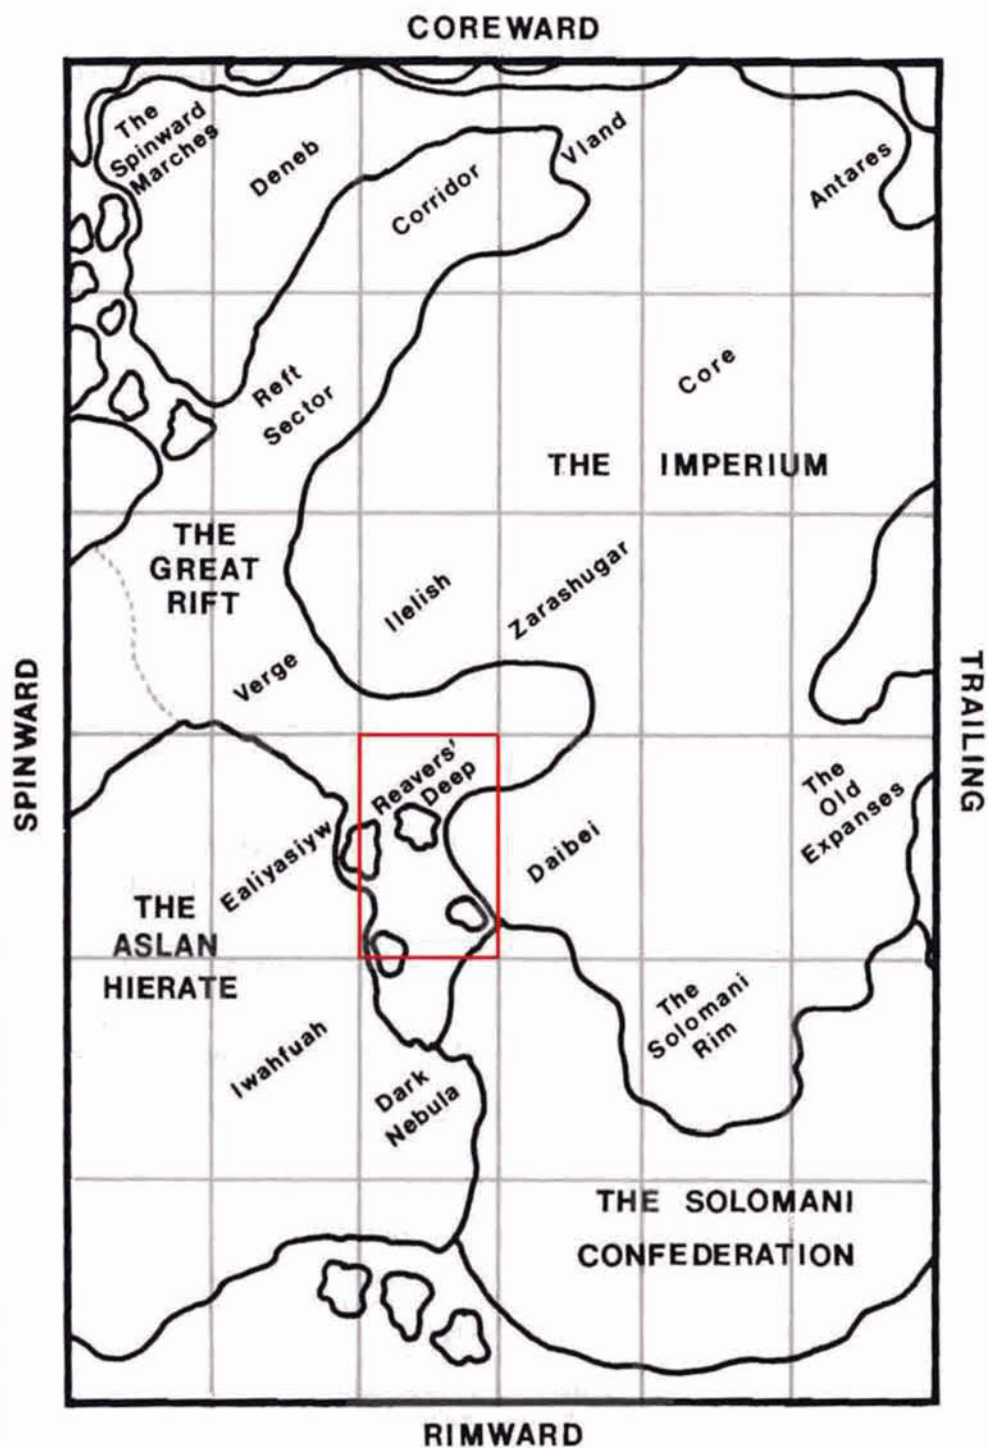 COREWARD
The
Spinward
Marches
Deneb
Corridor
Vland
Antares
Reft
Sector
Core
THE IMPERIUM
THE
GREAT
RIFT
Ilelish
Zarashugar
Verge
SPINWARD
TRAILING
Reavers'
Deep
The
Old
Expanses
Ealiyasiyw
Daibei
THE
ASLAN
HIERATE
The
Solomani
Rim
Iwahfuah
Dark
Nebula
THE SOLOMANI
CONFEDERATION
RIMWARD